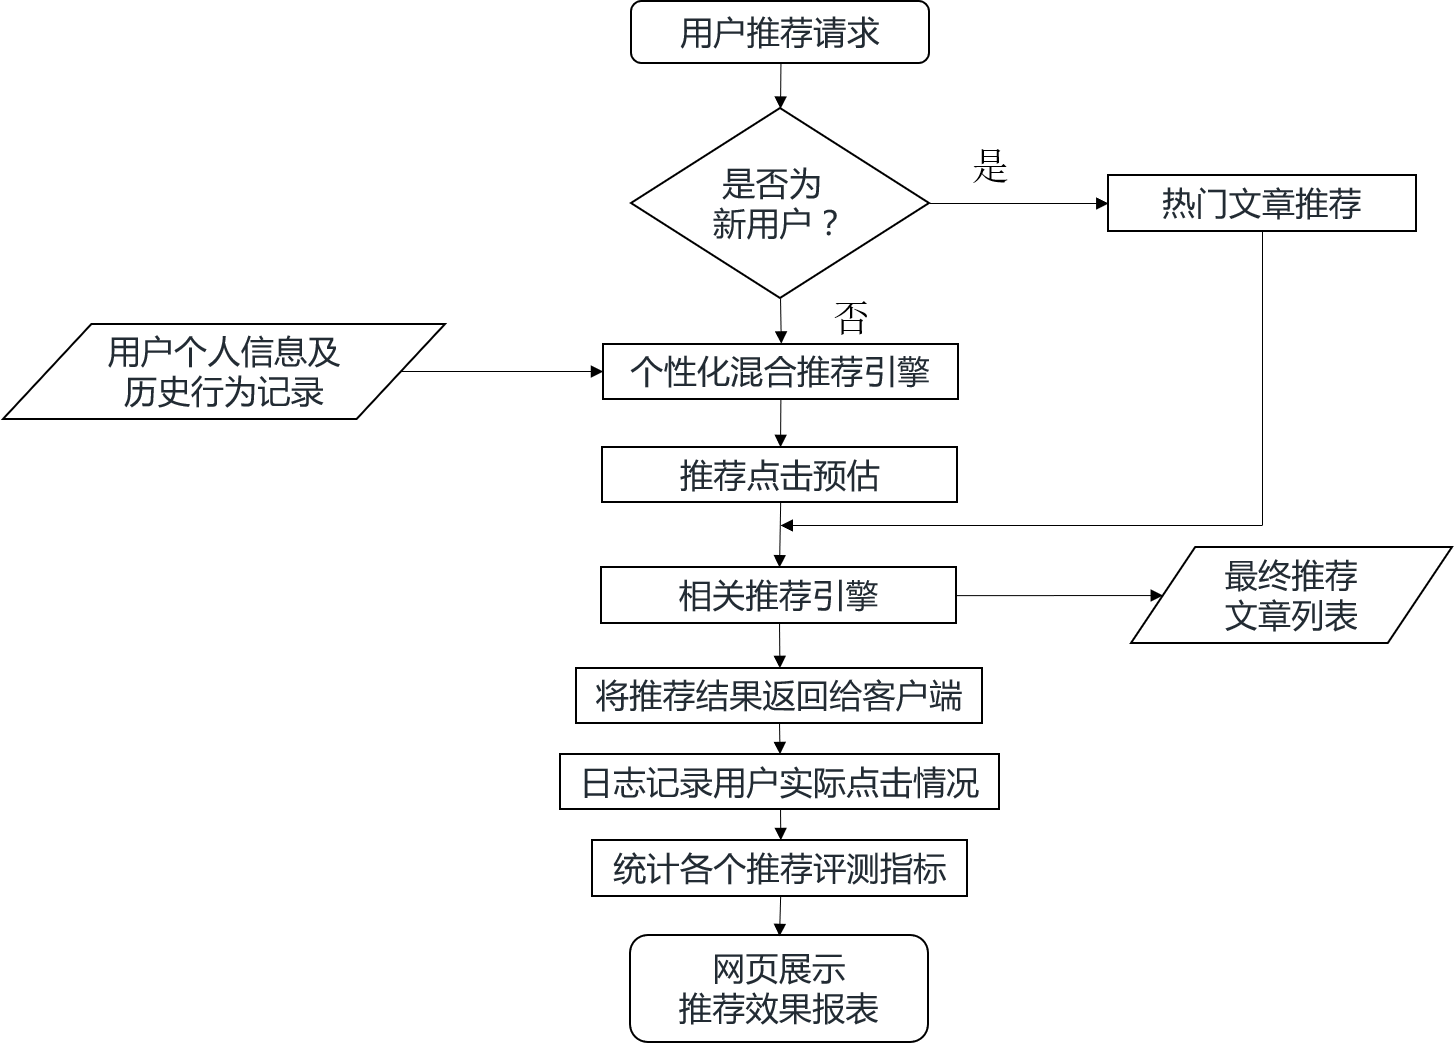 用户推荐请求
是否为
新用户？
是
热门文章推荐
否
用户个人信息及
历史行为记录
个性化混合推荐引擎
推荐点击预估
相关推荐引擎
最终推荐
文章列表
将推荐结果返回给客户端
日志记录用户实际点击情况
统计各个推荐评测指标
网页展示
推荐效果报表